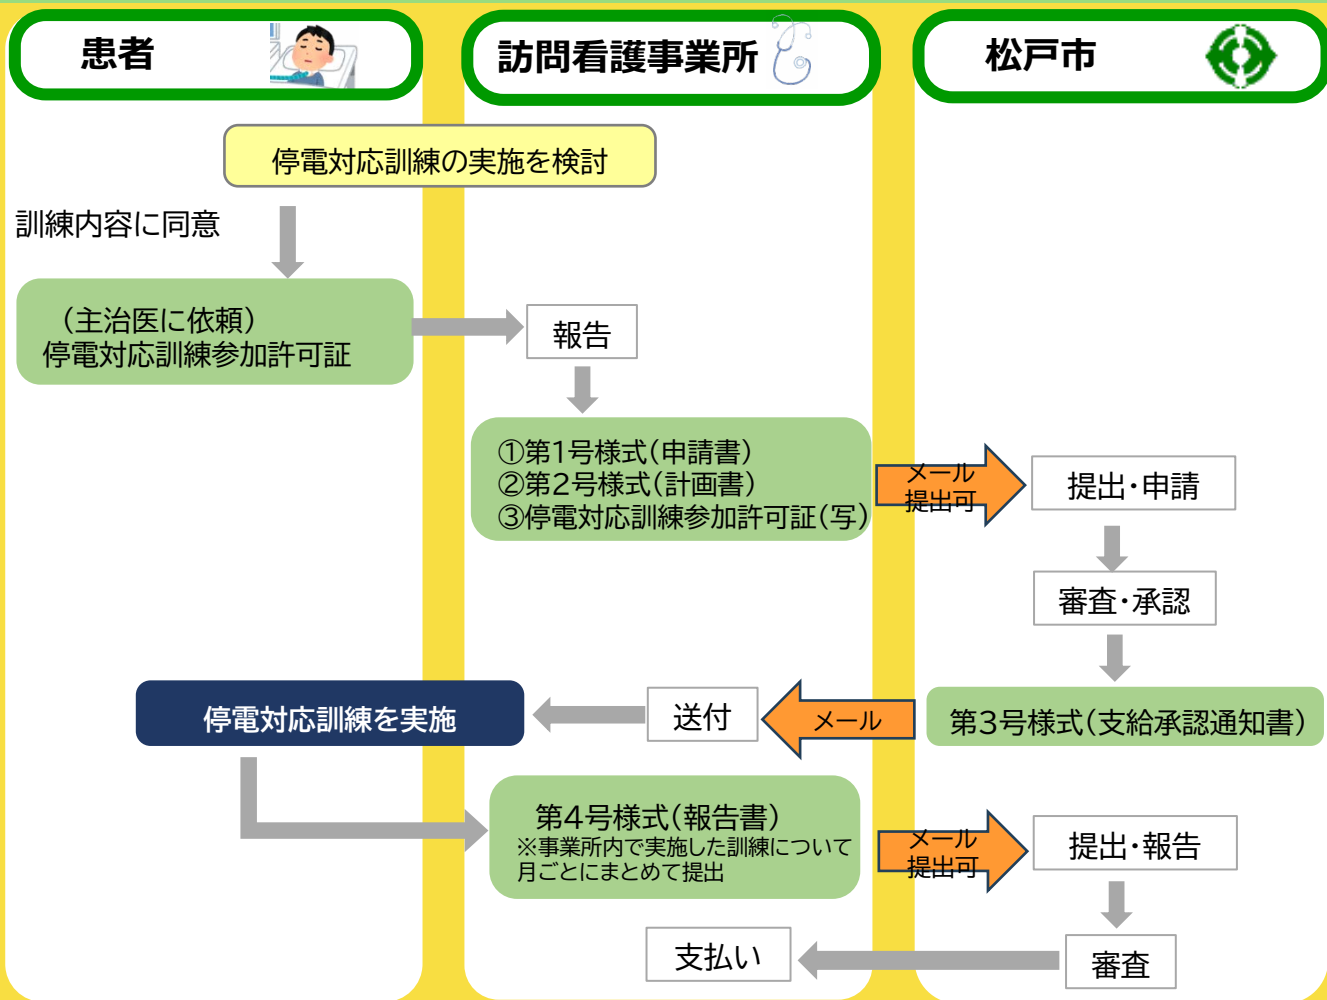 患者
訪問看護事業所
松戸市
停電対応訓練の実施を検討
訓練内容に同意
（主治医に依頼）
停電対応訓練参加許可証
報告
①第1号様式（申請書）
②第2号様式（計画書）
③停電対応訓練参加許可証（写）
メール
提出可
提出・申請
審査・承認
第3号様式（支給承認通知書）
メール
送付
停電対応訓練を実施
第4号様式（報告書）
※事業所内で実施した訓練について
月ごとにまとめて提出
メール
提出可
提出・報告
審査
支払い